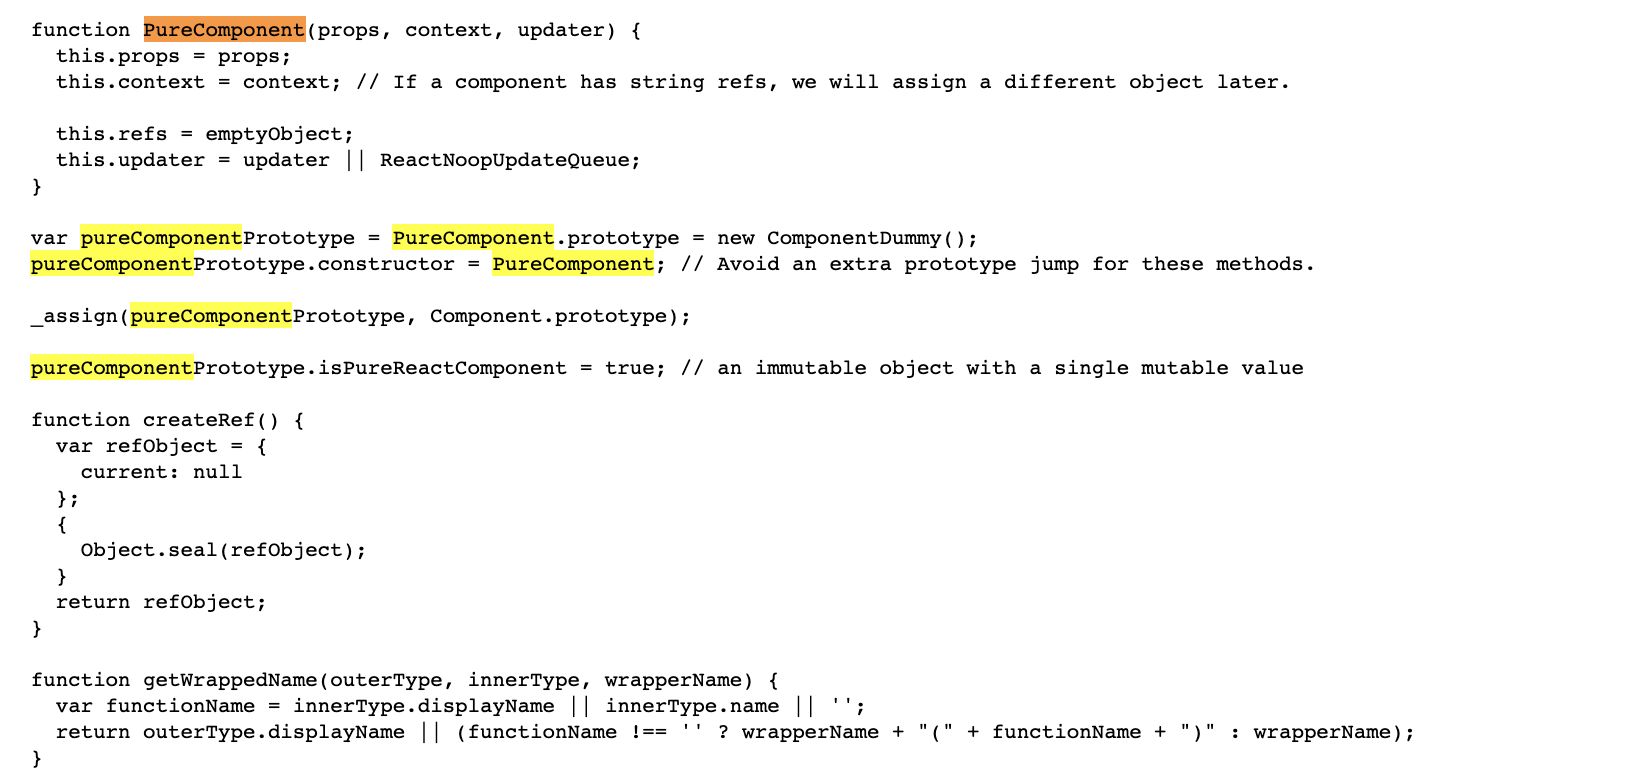 function PureComponent(props, context, updater) {
  this.props = props;
  this.context = context; // If a component has string refs, we will assign a different object later.

  this.refs = emptyObject;
  this.updater = updater || ReactNoopUpdateQueue;
}

var pureComponentPrototype = PureComponent.prototype = new ComponentDummy();
pureComponentPrototype.constructor = PureComponent; // Avoid an extra prototype jump for these methods.

_assign(pureComponentPrototype, Component.prototype);

pureComponentPrototype.isPureReactComponent = true; // an immutable object with a single mutable value

function createRef() {
  var refObject = {
    current: null
  };
  {
    Object.seal(refObject);
  }
  return refObject;
}

function getWrappedName(outerType, innerType, wrapperName) {
  var functionName = innerType.displayName || innerType.name || '';
  return outerType.displayName || (functionName !== '' ? wrapperName + "(" + functionName + ")" : wrapperName);
}